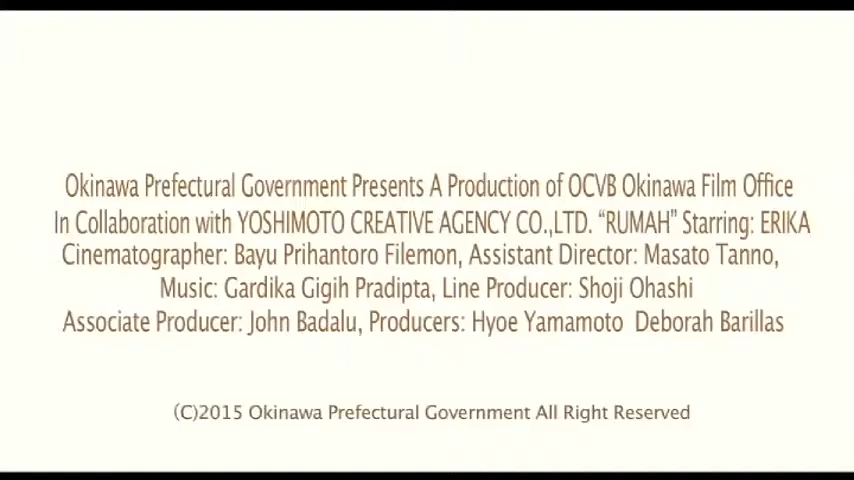 Okinawa Prefectural Government Presents A Production of OCVB Okinawa Film Office
In Collaboration with YOSHIMOTO CREATIVE AGENCY CO.,LTD. “RUMAH” Starring: ERIKA
Cinematographer: Bayu Prihantoro Filemon, Assistant Director: Masato Tanno,
Music: Gardika Gigih Pradipta, Line Producer: Shoji Ohashi
Associate Producer: John Badalu, Producers: Hyoe Yamamoto  Deborah Barillas
(C)2015 Okinawa Prefectural Government All Right Reserved